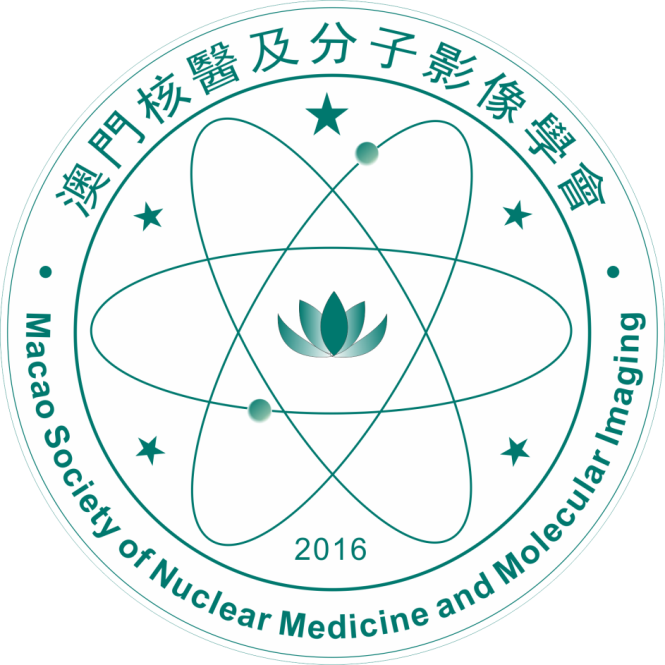 澳門核醫及分子影像學會
2016
Macao Society of Nuclear Medicine and Molecular Imaging